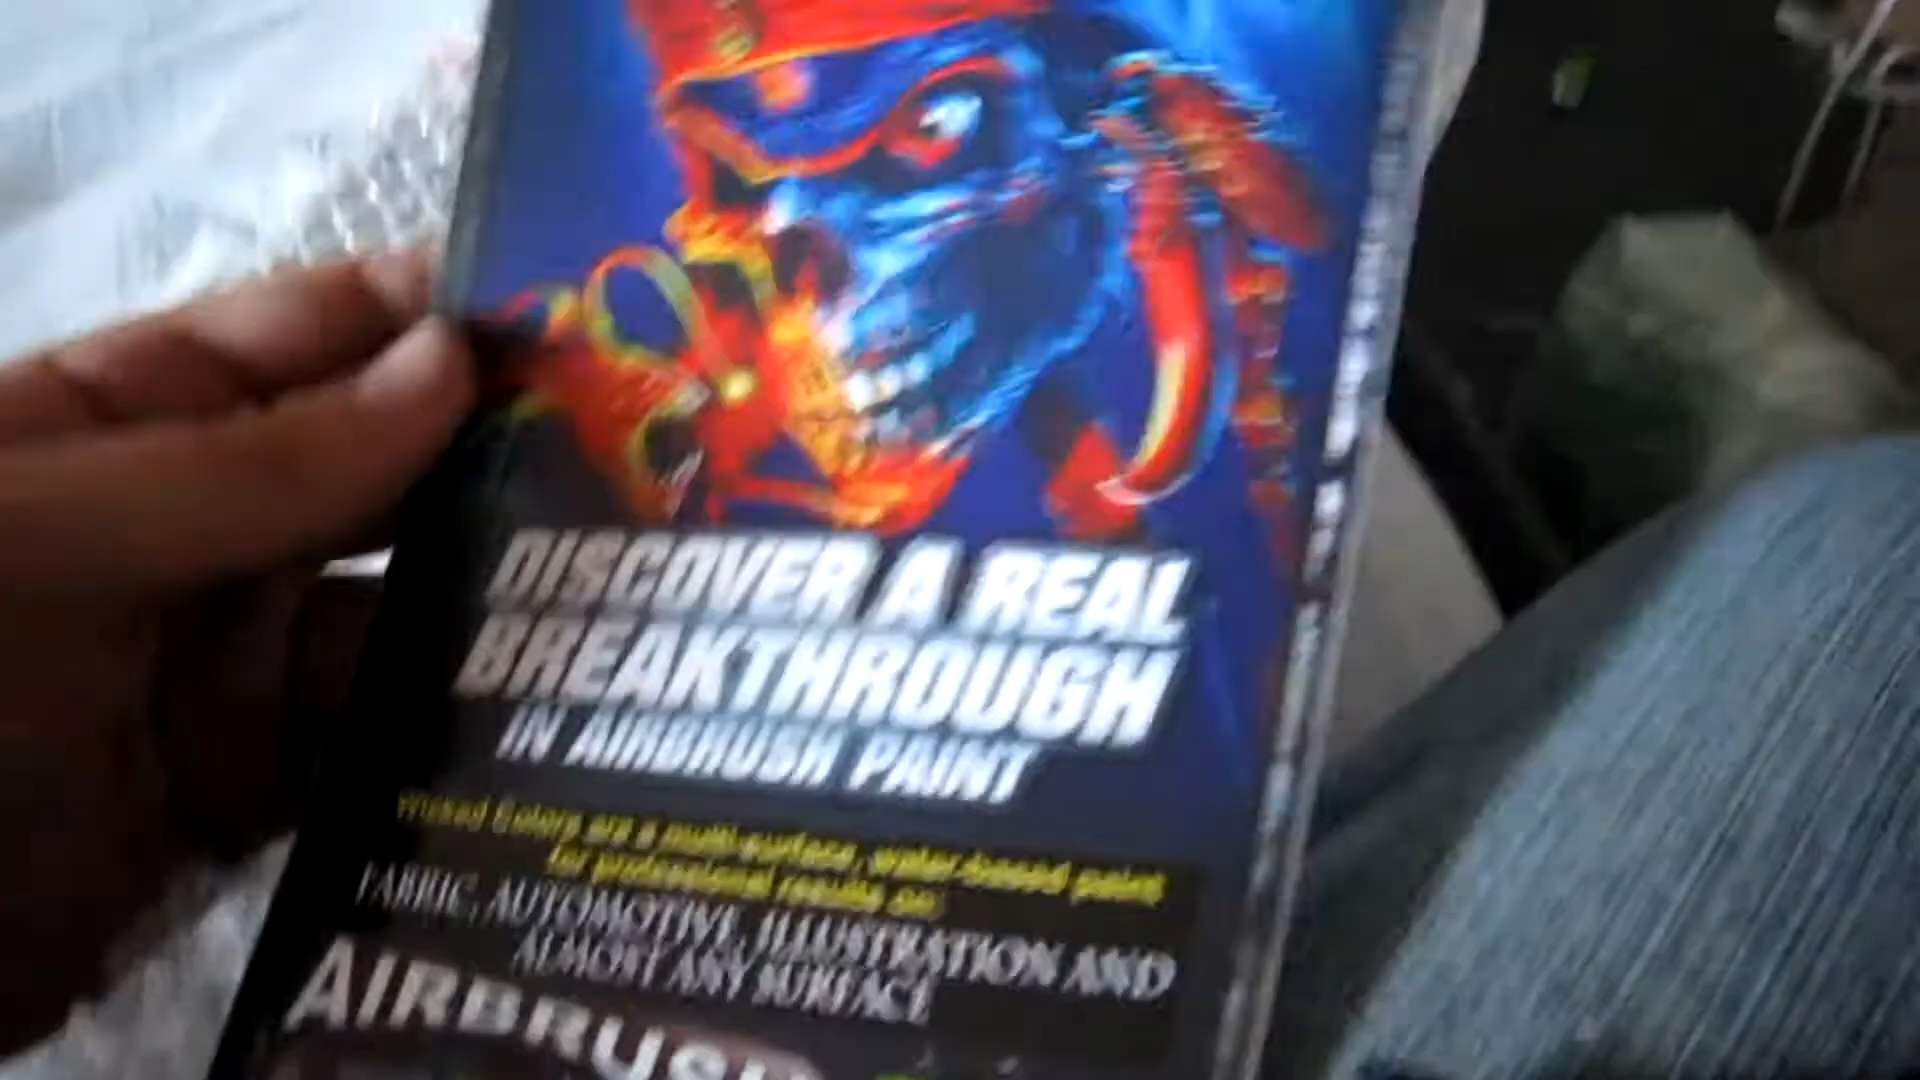 DISCOVER A REAL
BREAKTHROUGH
IN AIRBRUSH PAINT
Wicked Colors are a multi-surface, water-based paint
for professional results on:
FABRIC, AUTOMOTIVE, ILLUSTRATION AND
ALMOST ANY SURFACE
AIRBRUSH